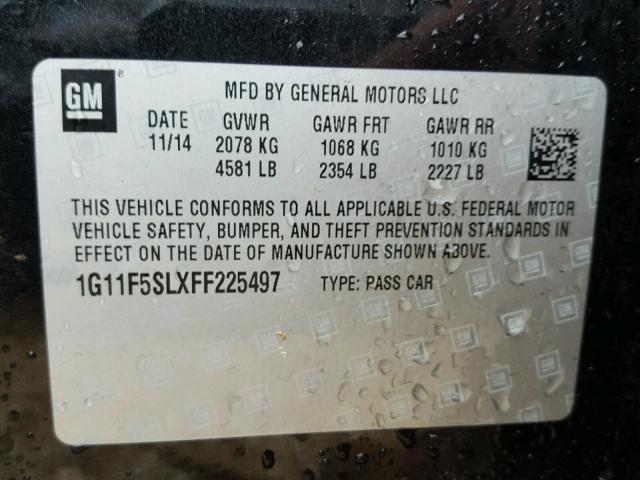 GM
MFD BY GENERAL MOTORS LLC
DATE GVWR GAWR FRT GAWR RR
11/14 2078 KG 1068 KG 1010 KG
4581 LB 2354 LB 2227 LB
THIS VEHICLE CONFORMS TO ALL APPLICABLE U.S. FEDERAL MOTOR
VEHICLE SAFETY, BUMPER, AND THEFT PREVENTION STANDARDS IN
EFFECT ON THE DATE OF MANUFACTURE SHOWN ABOVE.
1G11F5SLXFF225497 TYPE: PASS CAR